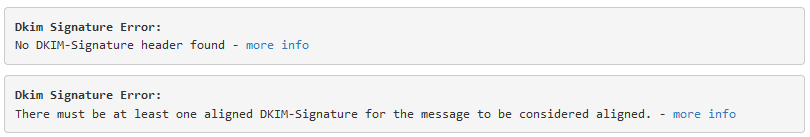 Dkim Signature Error:
No DKIM-Signature header found - more info
Dkim Signature Error:
There must be at least one aligned DKIM-Signature for the message to be considered aligned. - more info